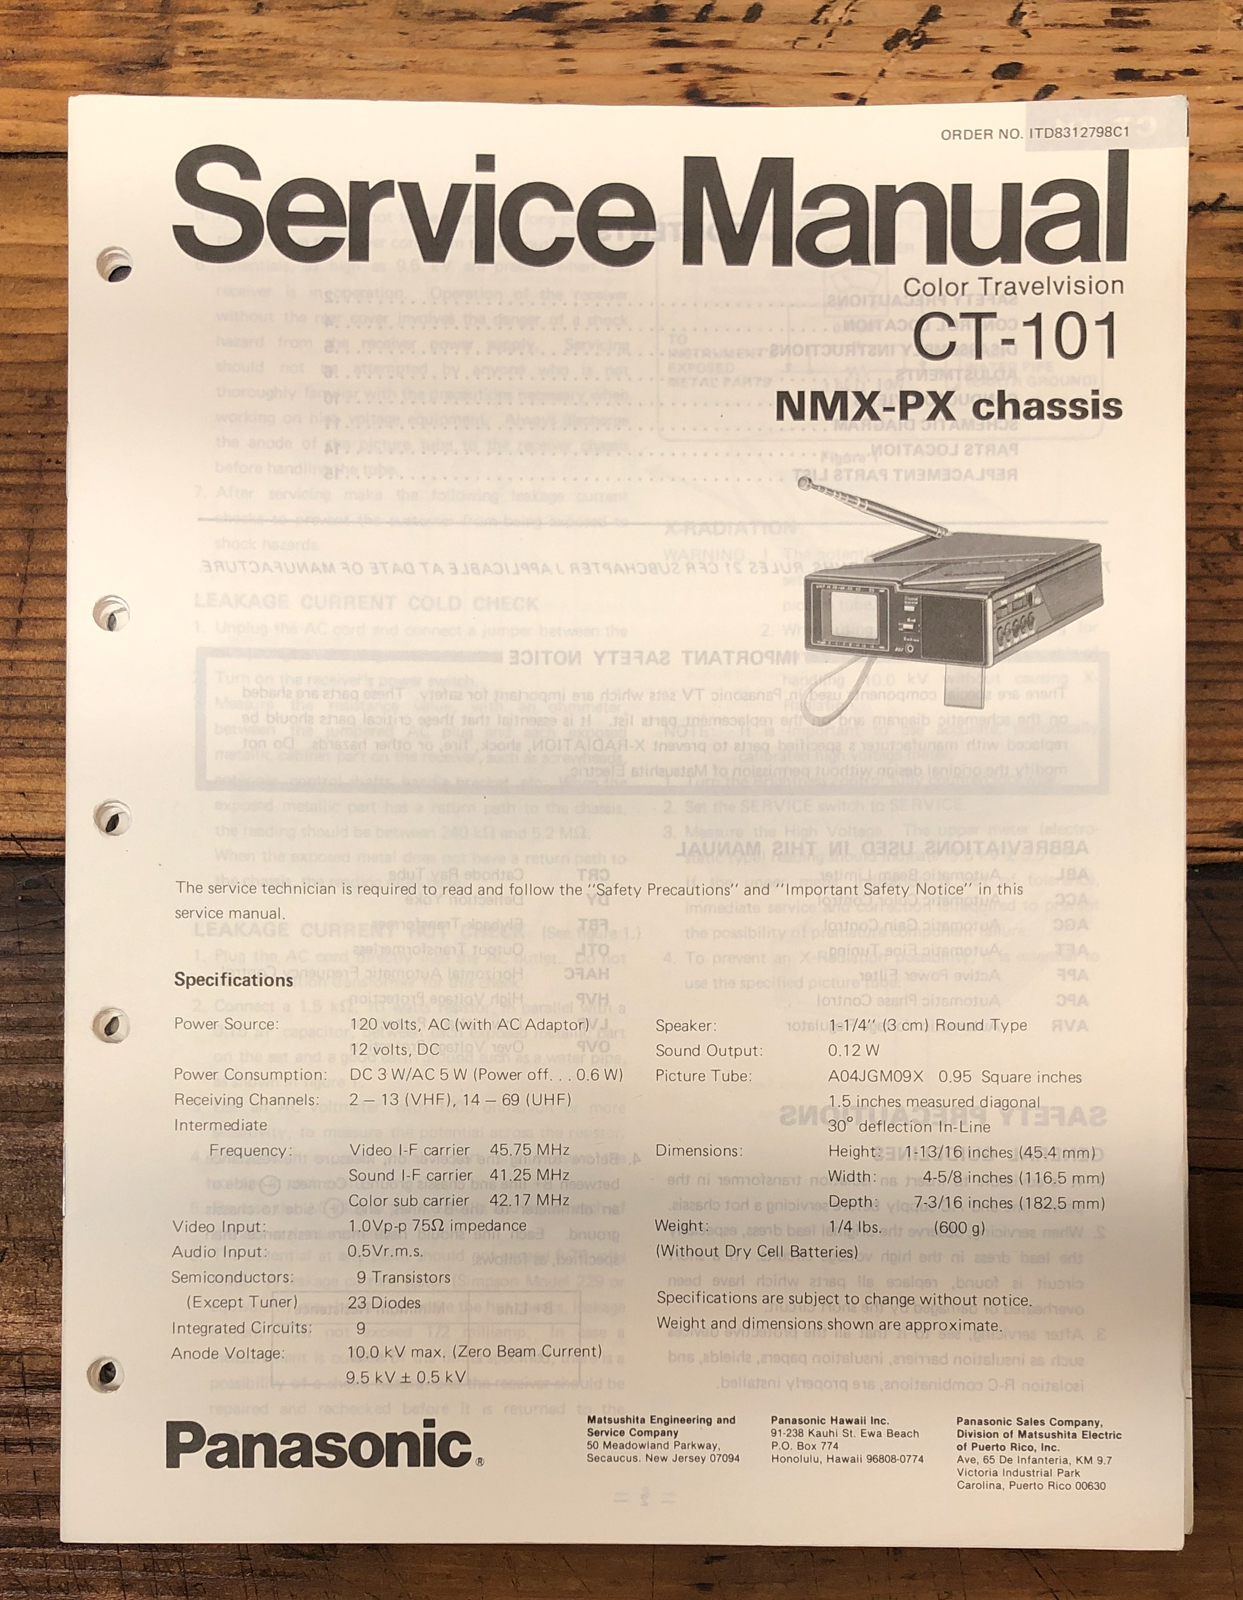 ORDER NO. ITD8312798C1
Service Manual
Color Travelvision
CT-101
NMX-PX chassis
The service technician is required to read and follow the "Safety Precautions" and "Important Safety Notice" in this
service manual.
Specifications
Power Source: 120 volts, AC (with AC Adaptor)
12 volts, DC
Power Consumption: DC 3 W/AC 5 W (Power off. . . 0.6 W)
Receiving Channels: 2 – 13 (VHF), 14 – 69 (UHF)
Intermediate
Frequency: Video I-F carrier 45.75 MHz
Sound I-F carrier 41.25 MHz
Color sub carrier 42.17 MHz
Video Input: 1.0Vp-p 75Ω impedance
Audio Input: 0.5Vr.m.s.
Semiconductors: 9 Transistors
(Except Tuner) 23 Diodes
Integrated Circuits: 9
Anode Voltage: 10.0 kV max. (Zero Beam Current)
9.5 kV ± 0.5 kV
Speaker: 1-1/4" (3 cm) Round Type
Sound Output: 0.12 W
Picture Tube: A04JGM09X 0.95 Square inches
1.5 inches measured diagonal
30° deflection In-Line
Dimensions: Height: 1-13/16 inches (45.4 mm)
Width: 4-5/8 inches (116.5 mm)
Depth: 7-3/16 inches (182.5 mm)
Weight: 1/4 lbs. (600 g)
(Without Dry Cell Batteries)
Specifications are subject to change without notice.
Weight and dimensions shown are approximate.
Panasonic®
Matsushita Engineering and
Service Company
50 Meadowland Parkway,
Secaucus. New Jersey 07094
Panasonic Hawaii Inc.
91-238 Kauhi St. Ewa Beach
P.O. Box 774
Honolulu, Hawaii 96808-0774
Panasonic Sales Company,
Division of Matsushita Electric
of Puerto Rico, Inc.
Ave, 65 De Infanteria, KM 9.7
Victoria Industrial Park
Carolina, Puerto Rico 00630